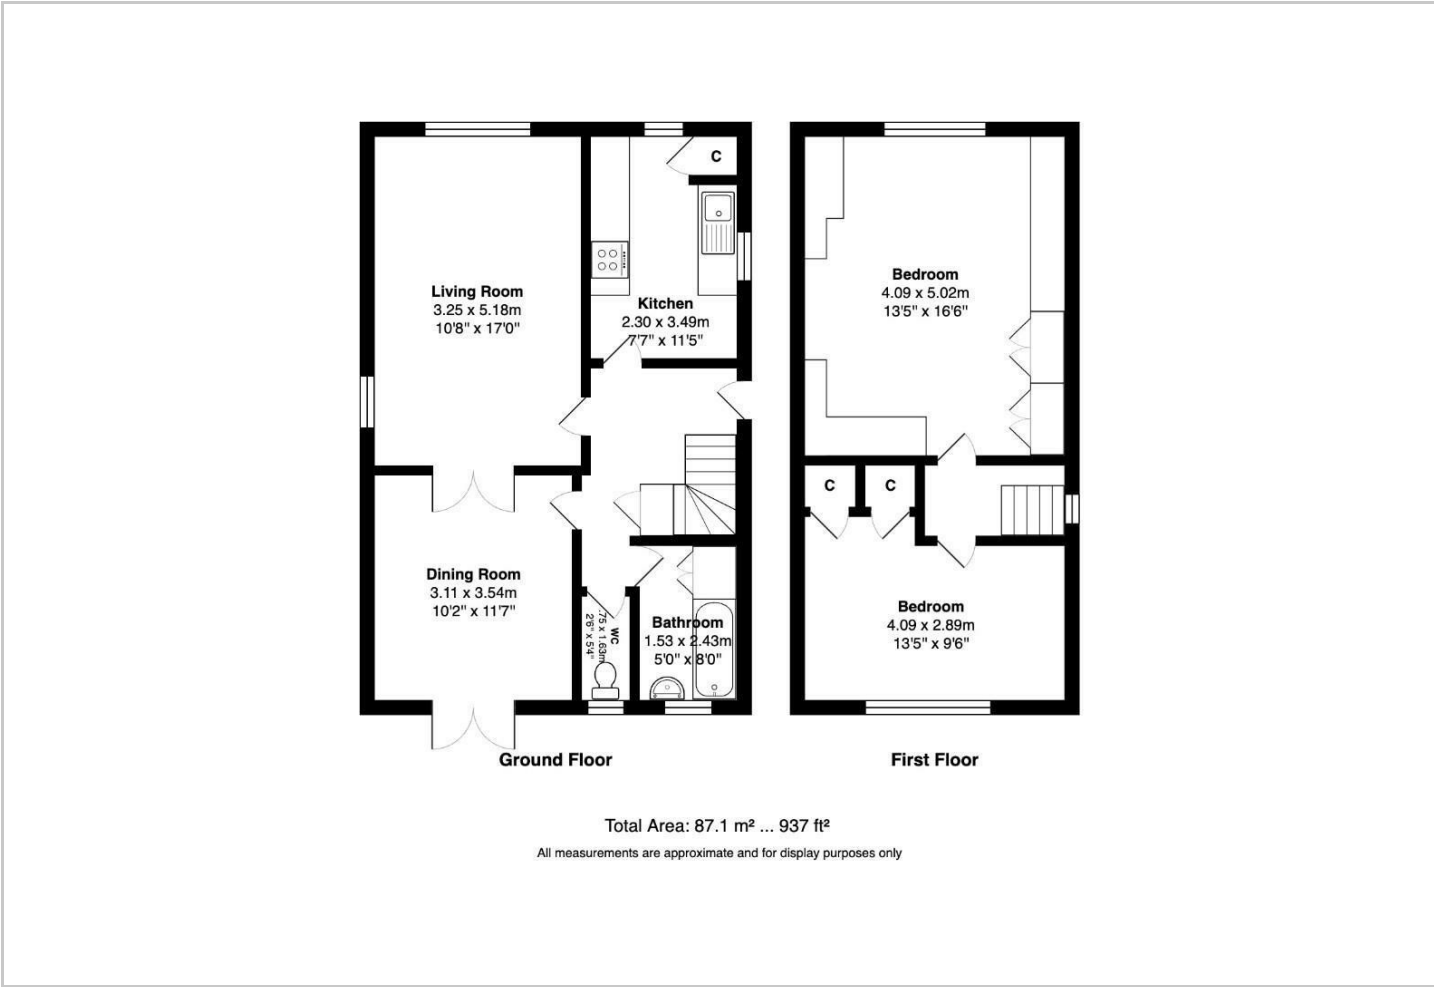 C
Living Room
3.25 x 5.18m
10'8" x 17'0"
Kitchen
2.30 x 3.49m
7'7" x 11'5"
Dining Room
3.11 x 3.54m
10'2" x 11'7"
WC
.75 x 1.63m
2'6" x 5'4"
Bathroom
1.53 x 2.43m
5'0" x 8'0"
Ground Floor
Bedroom
4.09 x 5.02m
13'5" x 16'6"
C
C
Bedroom
4.09 x 2.89m
13'5" x 9'6"
First Floor
Total Area: 87.1 m² ... 937 ft²
All measurements are approximate and for display purposes only